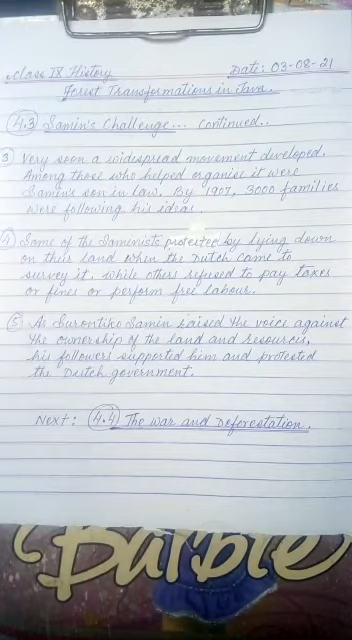 Class IX History Date: 03-08-21
Forest Transformations in Java.
4.3 Samin's Challenge... Continued..
3 Very soon a widespread movement developed.
Among those who helped organise it were
Samin's son in law. By 1907, 3000 families
were following his ideas.
4 Some of the Saminists protested by lying down
on their land when the Dutch came to
survey it, while others refused to pay taxes
or fines or perform free labour.
5 As Surontiko Samin raised the voice against
the ownership of the land and resources,
his followers supported him and protested
the Dutch government.
Next: 4.4 The war and Deforestation.
Barbie